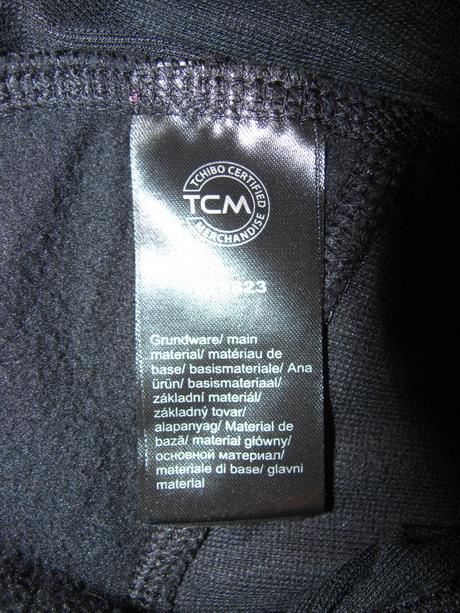 TCHIBO CERTIFIED
TCM
MERCHANDISE
Grundware/ main
material/ matériau de
base/ basismateriale/ Ana
ürün/ basismateriaal/
základní materiál/
základný tovar/
alapanyag/ Material de
bază/ materiał główny/
основной материал/
materiale di base/ glavni
material